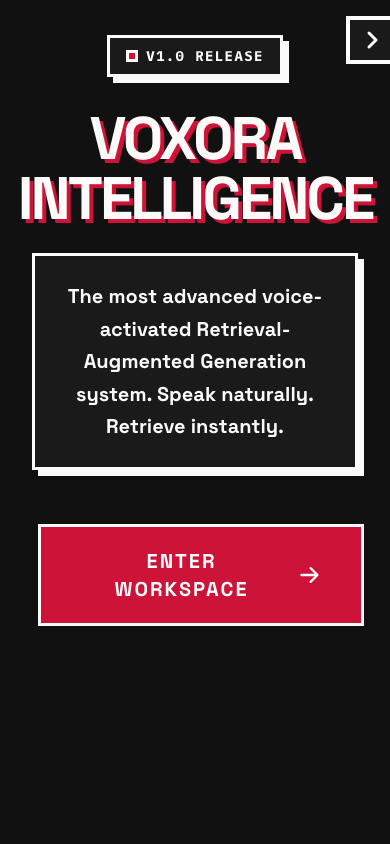 V1.0 RELEASE
VOXORA
INTELLIGENCE
The most advanced voice-
activated Retrieval-
Augmented Generation
system. Speak naturally.
Retrieve instantly.
ENTER
WORKSPACE